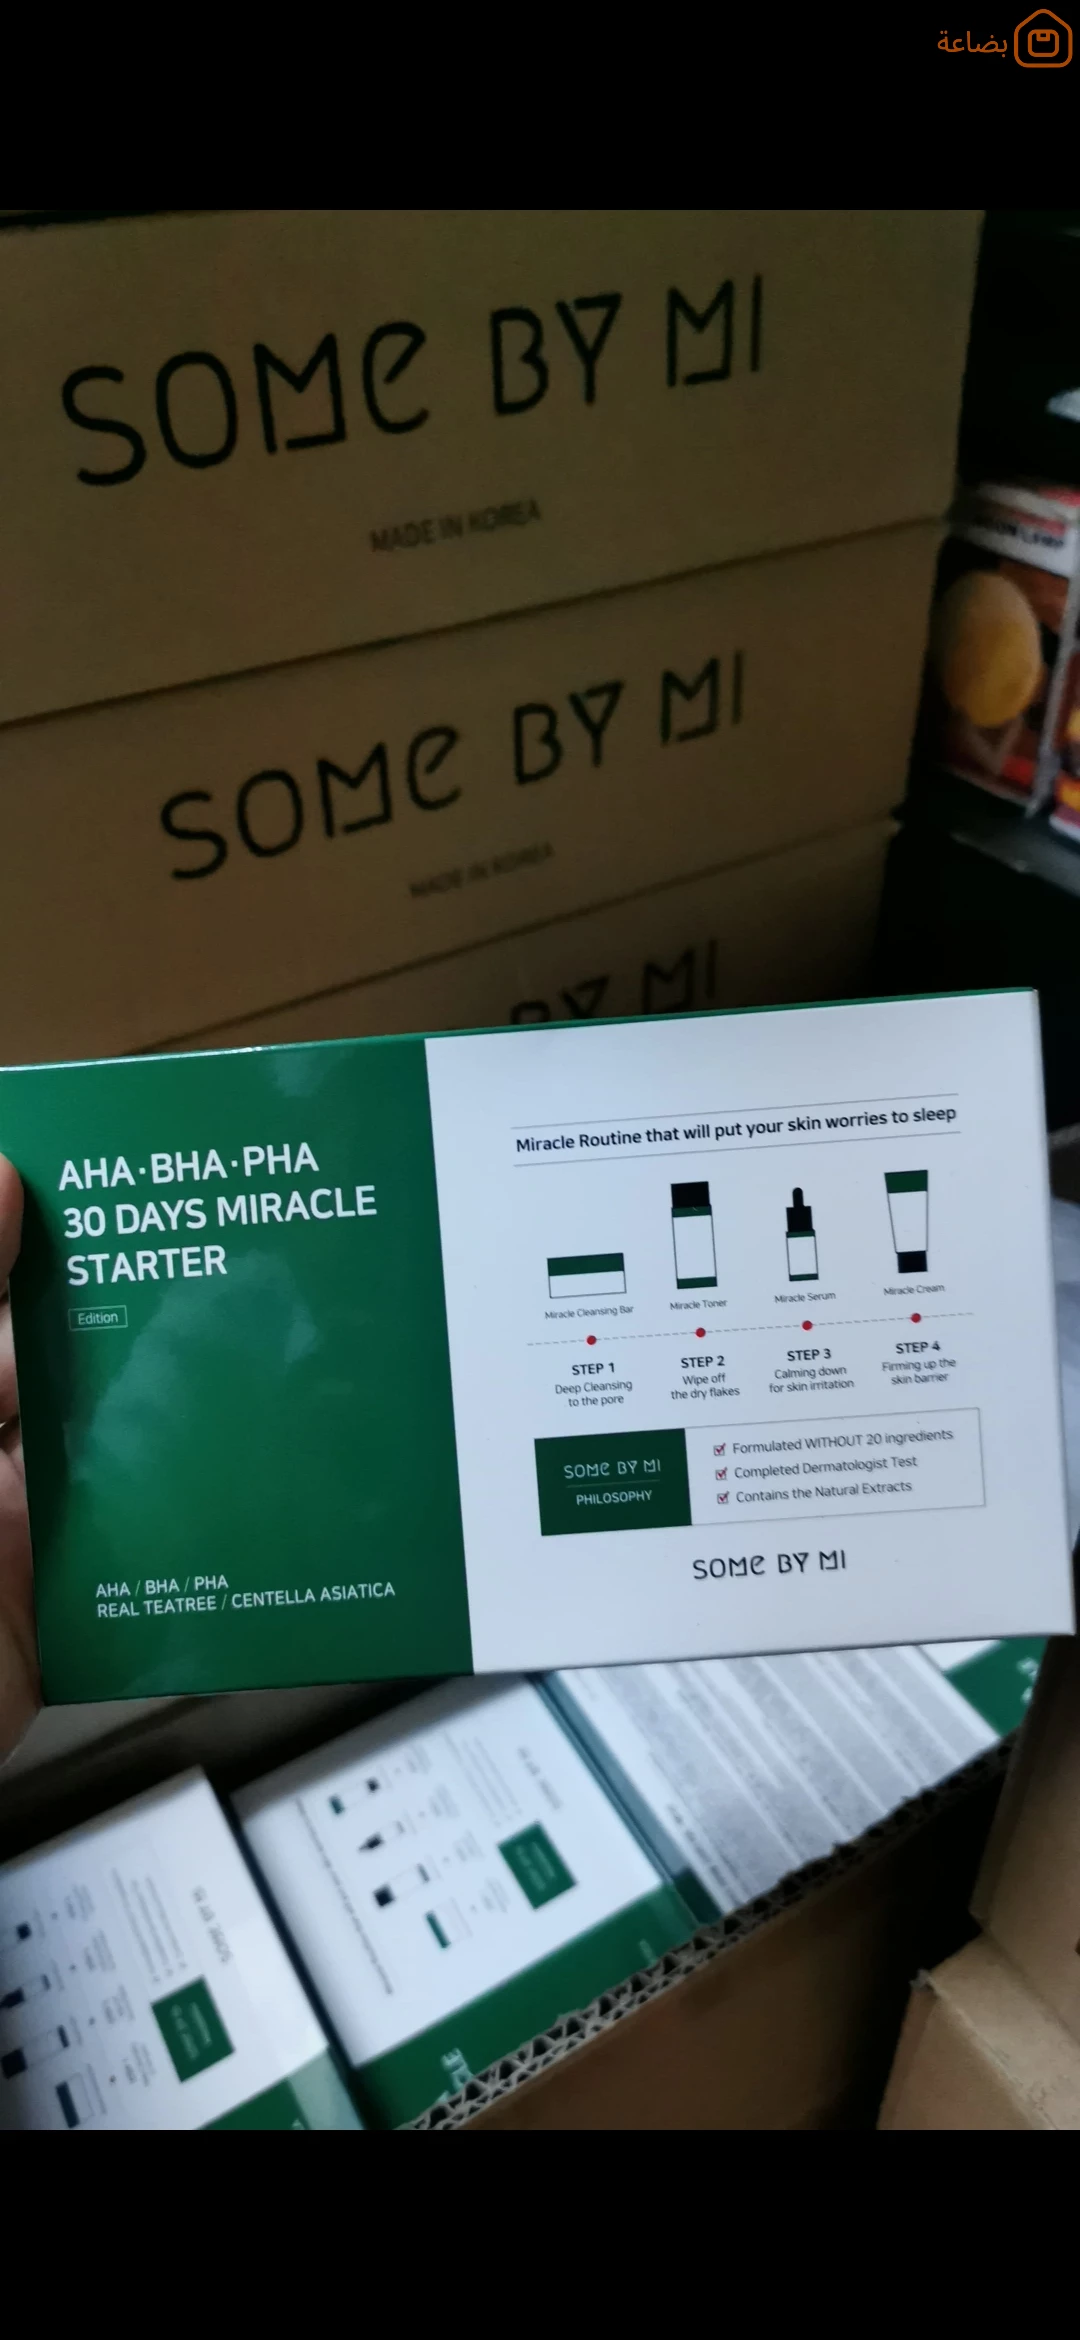 بضاعة
SOME BY MI
MADE IN KOREA
SOME BY MI
MADE IN KOREA
BY MI
AHA·BHA·PHA
30 DAYS MIRACLE
STARTER
Edition
AHA / BHA / PHA
REAL TEATREE / CENTELLA ASIATICA
Miracle Routine that will put your skin worries to sleep
Miracle Cleansing Bar
Miracle Toner
Miracle Serum
Miracle Cream
STEP 1
Deep Cleansing
to the pore
STEP 2
Wipe off
the dry flakes
STEP 3
Calming down
for skin irritation
STEP 4
Firming up the
skin barrier
SOME BY MI
PHILOSOPHY
Formulated WITHOUT 20 ingredients
Completed Dermatologist Test
Contains the Natural Extracts
SOME BY MI